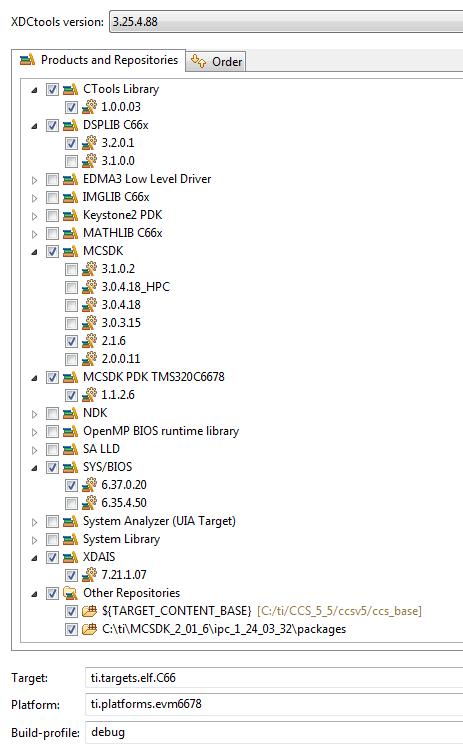 XDCtools version: 3.25.4.88
Products and Repositories Order
CTools Library
1.0.0.03
DSPLIB C66x
3.2.0.1
3.1.0.0
EDMA3 Low Level Driver
IMGLIB C66x
Keystone2 PDK
MATHLIB C66x
MCSDK
3.1.0.2
3.0.4.18_HPC
3.0.4.18
3.0.3.15
2.1.6
2.0.0.11
MCSDK PDK TMS320C6678
1.1.2.6
NDK
OpenMP BIOS runtime library
SA LLD
SYS/BIOS
6.37.0.20
6.35.4.50
System Analyzer (UIA Target)
System Library
XDAIS
7.21.1.07
Other Repositories
${TARGET_CONTENT_BASE} [C:/ti/CCS_5_5/ccsv5/ccs_base]
C:\ti\MCSDK_2_01_6\ipc_1_24_03_32\packages
Target: ti.targets.elf.C66
Platform: ti.platforms.evm6678
Build-profile: debug